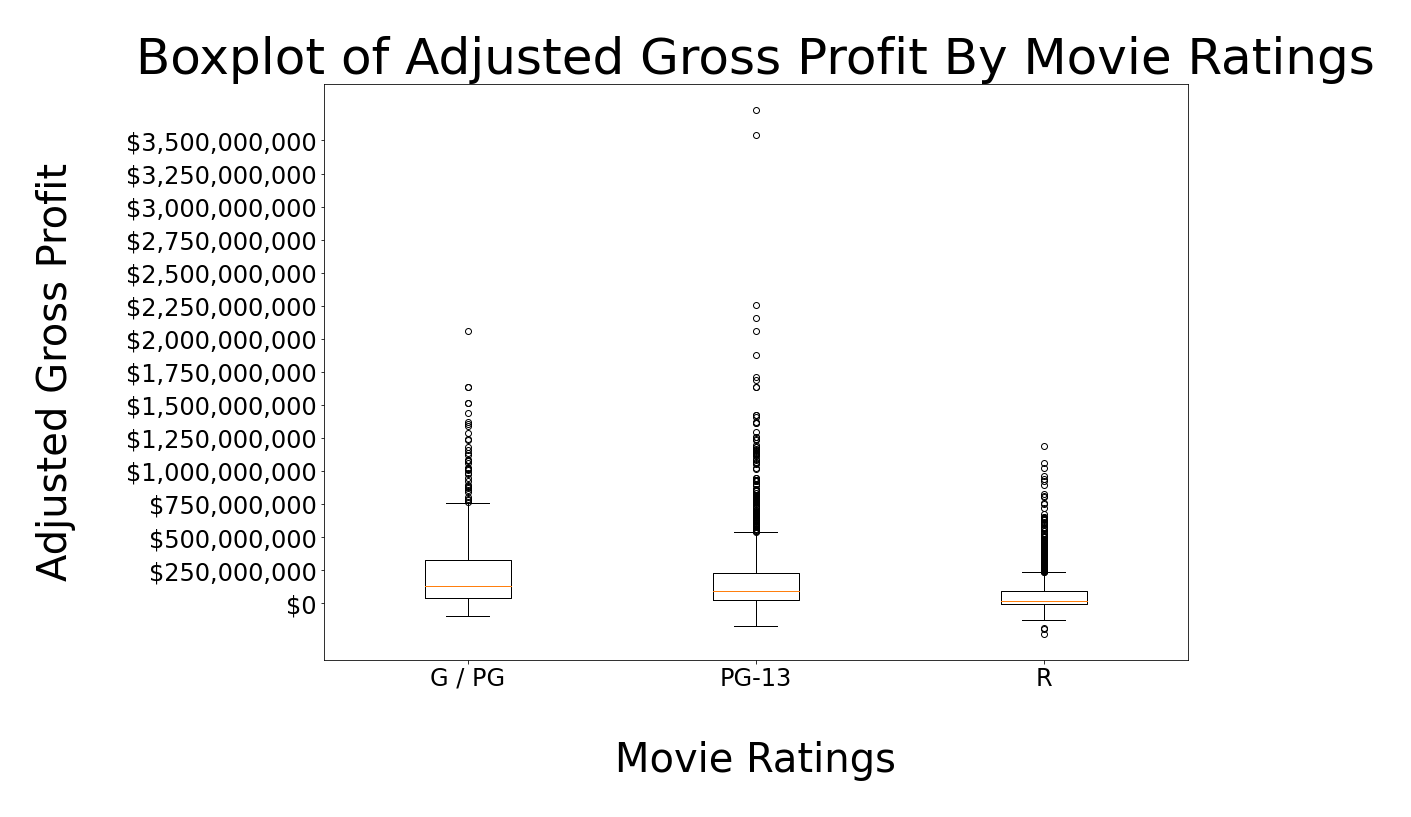 Boxplot of Adjusted Gross Profit By Movie Ratings
Adjusted Gross Profit
$3,500,000,000
$3,250,000,000
$3,000,000,000
$2,750,000,000
$2,500,000,000
$2,250,000,000
$2,000,000,000
$1,750,000,000
$1,500,000,000
$1,250,000,000
$1,000,000,000
$750,000,000
$500,000,000
$250,000,000
$0
G / PG
PG-13
R
Movie Ratings